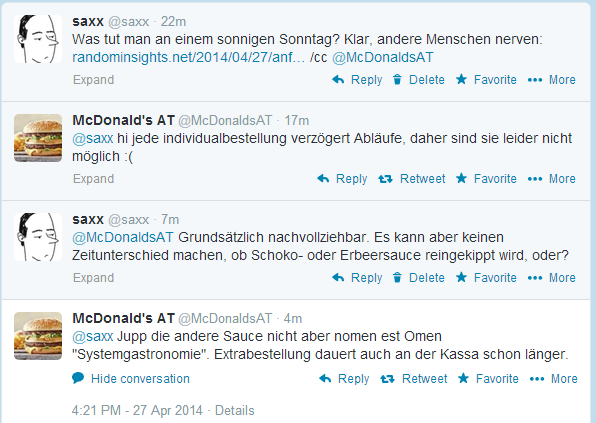 saxx @saxx · 22m
Was tut man an einem sonnigen Sonntag? Klar, andere Menschen nerven:
randominsights.net/2014/04/27/anf... /cc @McDonaldsAT
Expand Reply Delete Favorite More
McDonald's AT @McDonaldsAT · 17m
@saxx hi jede individualbestellung verzögert Abläufe, daher sind sie leider nicht
möglich :(
Expand Reply Retweet Favorite More
saxx @saxx · 7m
@McDonaldsAT Grundsätzlich nachvollziehbar. Es kann aber keinen
Zeitunterschied machen, ob Schoko- oder Erbeersauce reingekippt wird, oder?
Expand Reply Delete Favorite More
McDonald's AT @McDonaldsAT · 4m
@saxx Jupp die andere Sauce nicht aber nomen est Omen
"Systemgastronomie". Extrabestellung dauert auch an der Kassa schon länger.
Hide conversation Reply Retweet Favorite More
4:21 PM - 27 Apr 2014 · Details